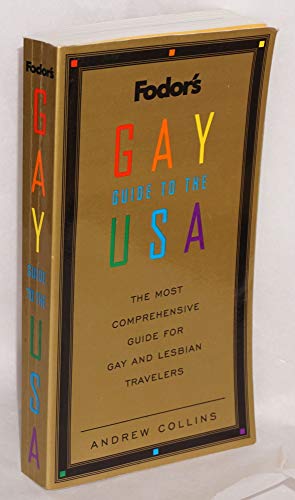 Fodor's
GAY
GUIDE TO THE
USA
THE MOST
COMPREHENSIVE
GUIDE FOR
GAY AND LESBIAN
TRAVELERS
ANDREW COLLINS
Fodor's
GAY
GUIDE
TO THE
USA